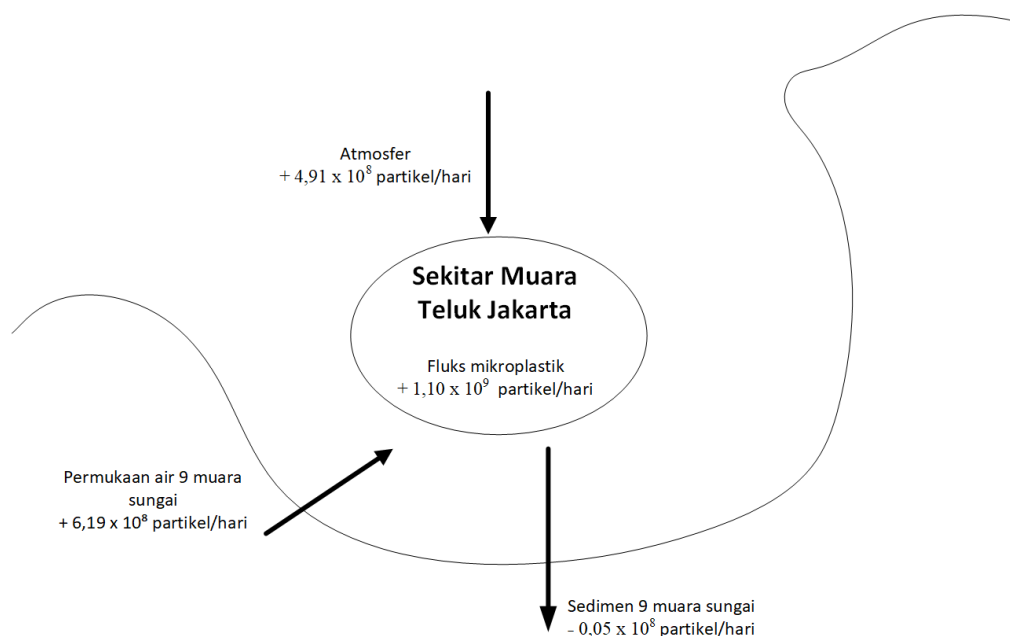 Atmosfer
+ 4,91 x 10⁸ partikel/hari
Sekitar Muara
Teluk Jakarta
Fluks mikroplastik
+ 1,10 x 10⁹ partikel/hari
Permukaan air 9 muara
sungai
+ 6,19 x 10⁸ partikel/hari
Sedimen 9 muara sungai
- 0,05 x 10⁸ partikel/hari